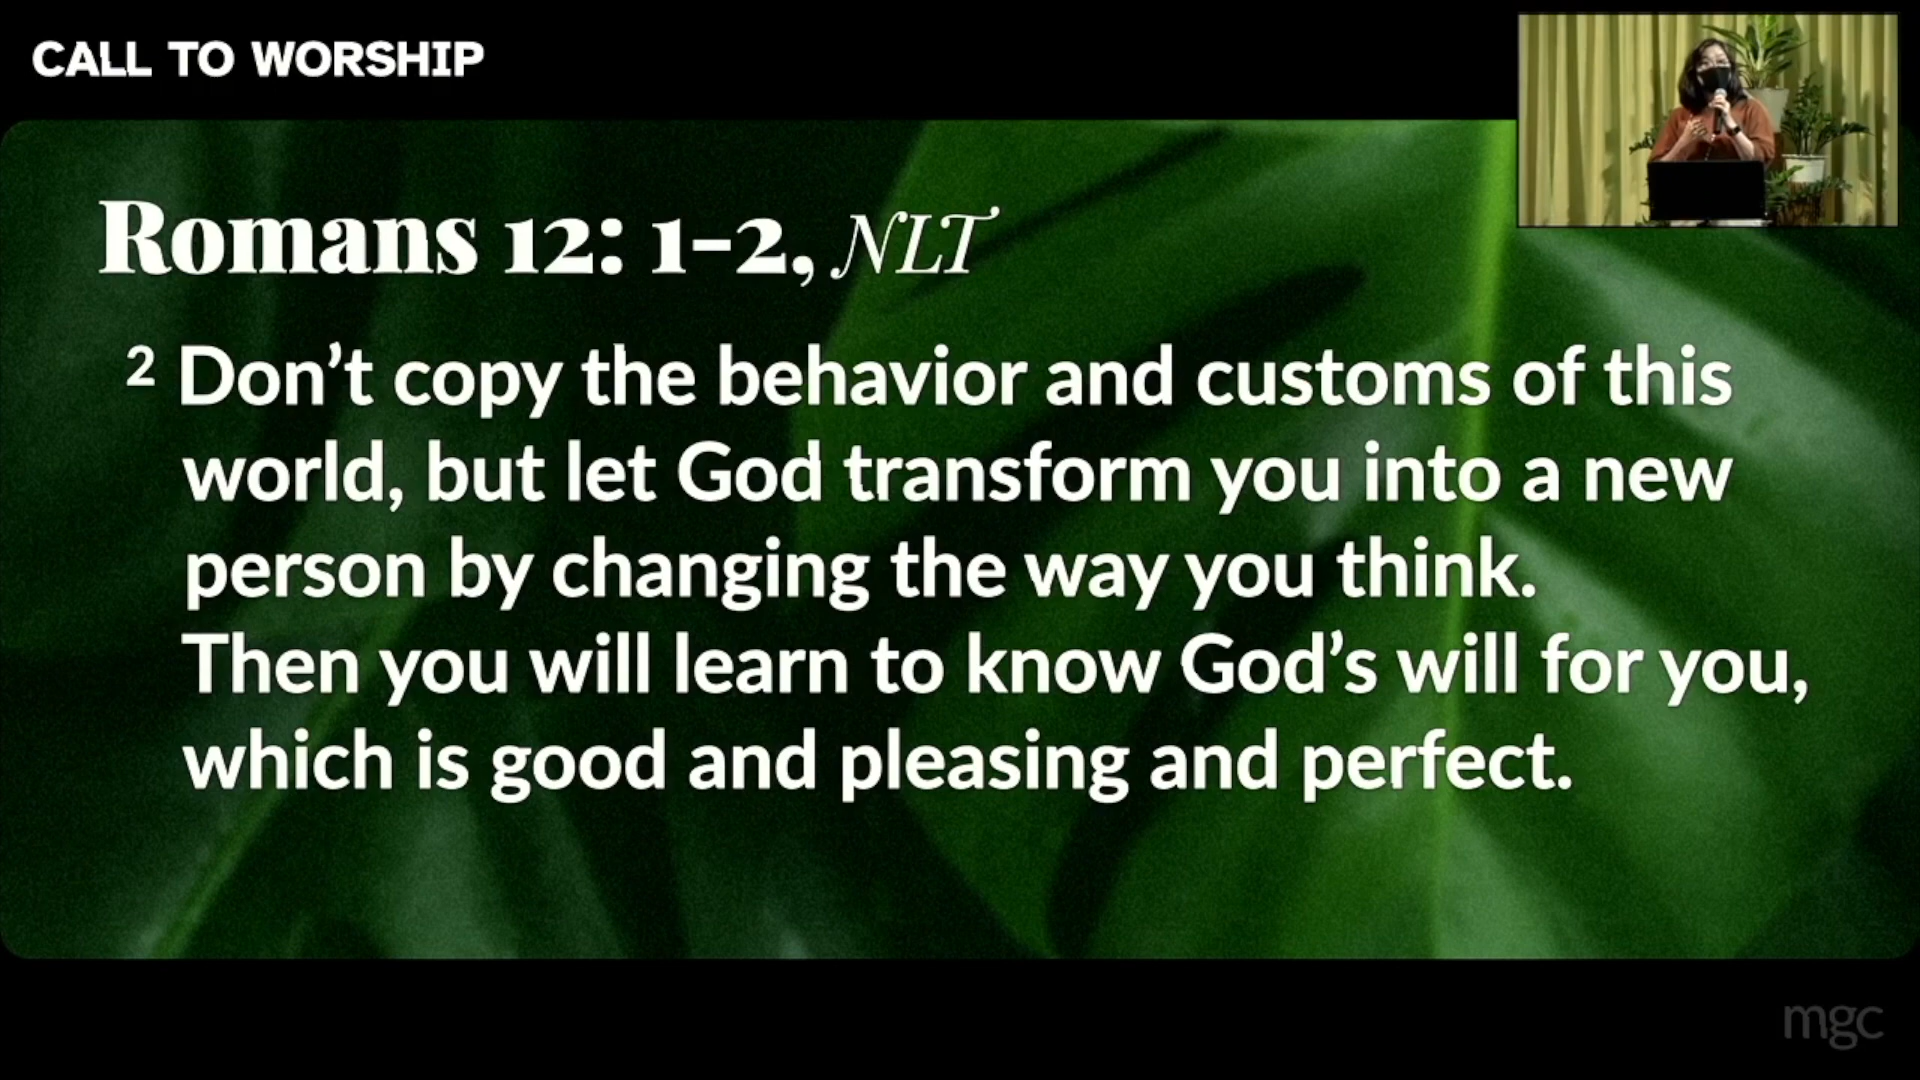 CALL TO WORSHIP
Romans 12: 1-2, NLT
2 Don’t copy the behavior and customs of this
world, but let God transform you into a new
person by changing the way you think.
Then you will learn to know God’s will for you,
which is good and pleasing and perfect.
mgc